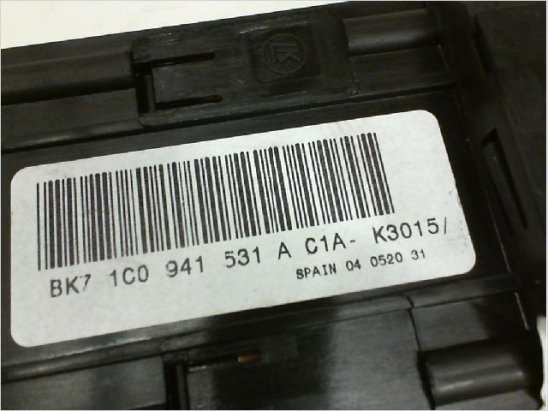 BK7 1C0 941 531 A C1A- K3015/
SPAIN 04 0520 31